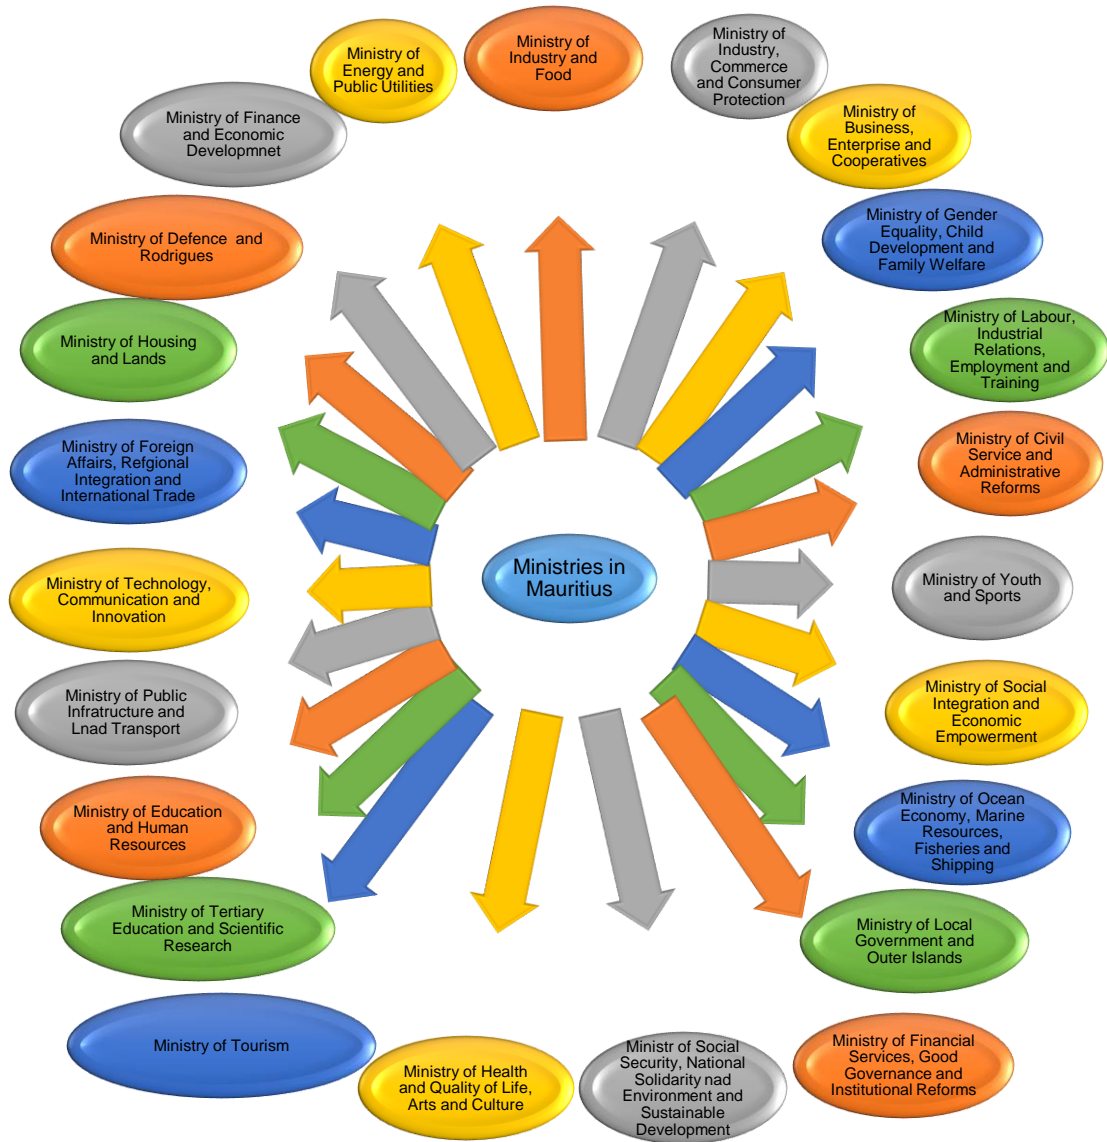 Ministry of
Industry and
Food
Ministry of
Industry,
Commerce
and Consumer
Protection
Ministry of
Business,
Enterprise and
Cooperatives
Ministry of Gender
Equality, Child
Development and
Family Welfare
Ministry of Labour,
Industrial
Relations,
Employment and
Training
Ministry of Civil
Service and
Administrative
Reforms
Ministry of Youth
and Sports
Ministry of Social
Integration and
Economic
Empowerment
Ministry of Ocean
Economy, Marine
Resources,
Fisheries and
Shipping
Ministry of Local
Government and
Outer Islands
Ministry of Financial
Services, Good
Governance and
Institutional Reforms
Ministr of Social
Security, National
Solidarity nad
Environment and
Sustainable
Development
Ministry of Health
and Quality of Life,
Arts and Culture
Ministry of Tourism
Ministry of Tertiary
Education and Scientific
Research
Ministry of Education
and Human
Resources
Ministry of Public
Infratructure and
Lnad Transport
Ministry of Technology,
Communication and
Innovation
Ministry of Foreign
Affairs, Refgional
Integration and
International Trade
Ministry of Housing
and Lands
Ministry of Defence and
Rodrigues
Ministry of Finance
and Economic
Developmnet
Ministry of
Energy and
Public Utilities
Ministries in
Mauritius